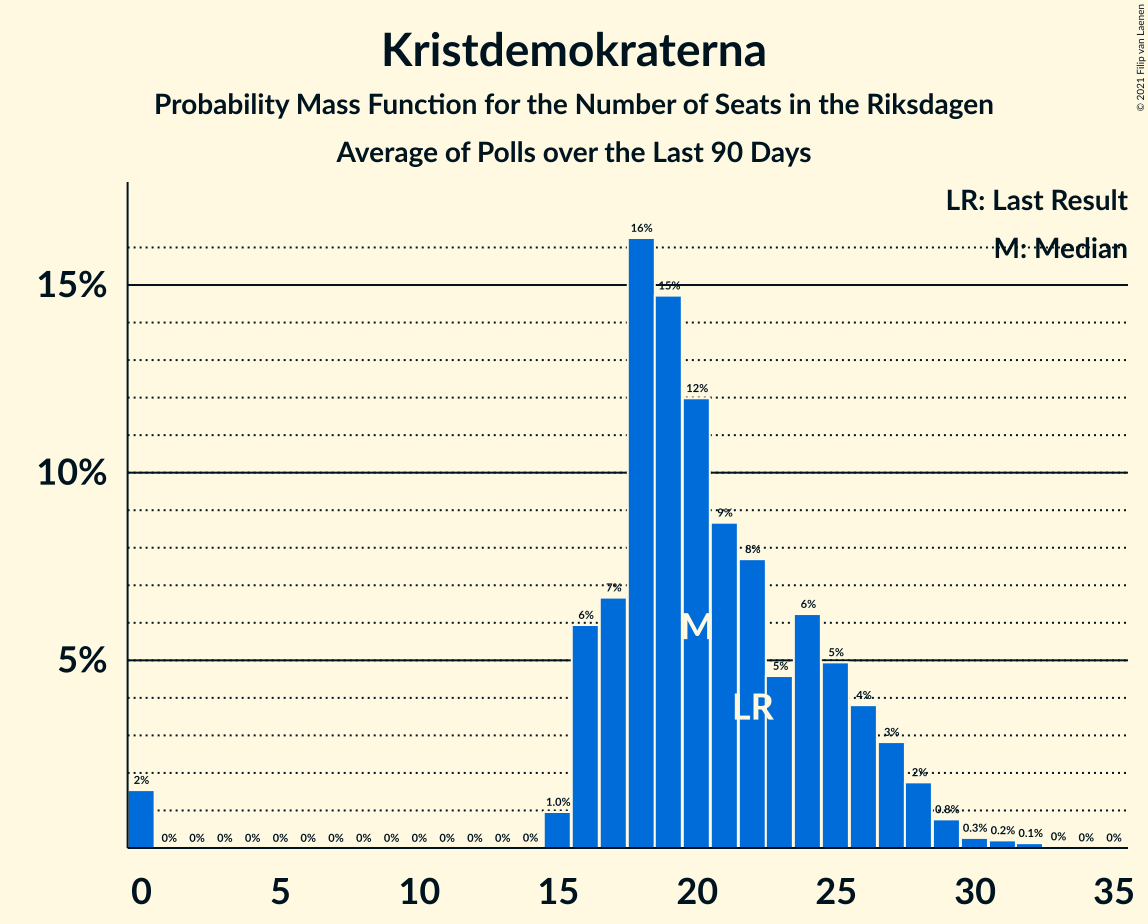 Kristdemokraterna
Probability Mass Function for the Number of Seats in the Riksdagen
Average of Polls over the Last 90 Days
© 2021 Filip van Laenen
LR: Last Result
M: Median
15%
10%
5%
2% 0% 0% 0% 0% 0% 0% 0% 0% 0% 0% 0% 0% 0% 0% 1.0% 6% 7% 16% 15% 12% 9% 8% 5% 6% 5% 4% 3% 2% 0.8% 0.3% 0.2% 0.1% 0% 0% 0%
M
LR
0 5 10 15 20 25 30 35